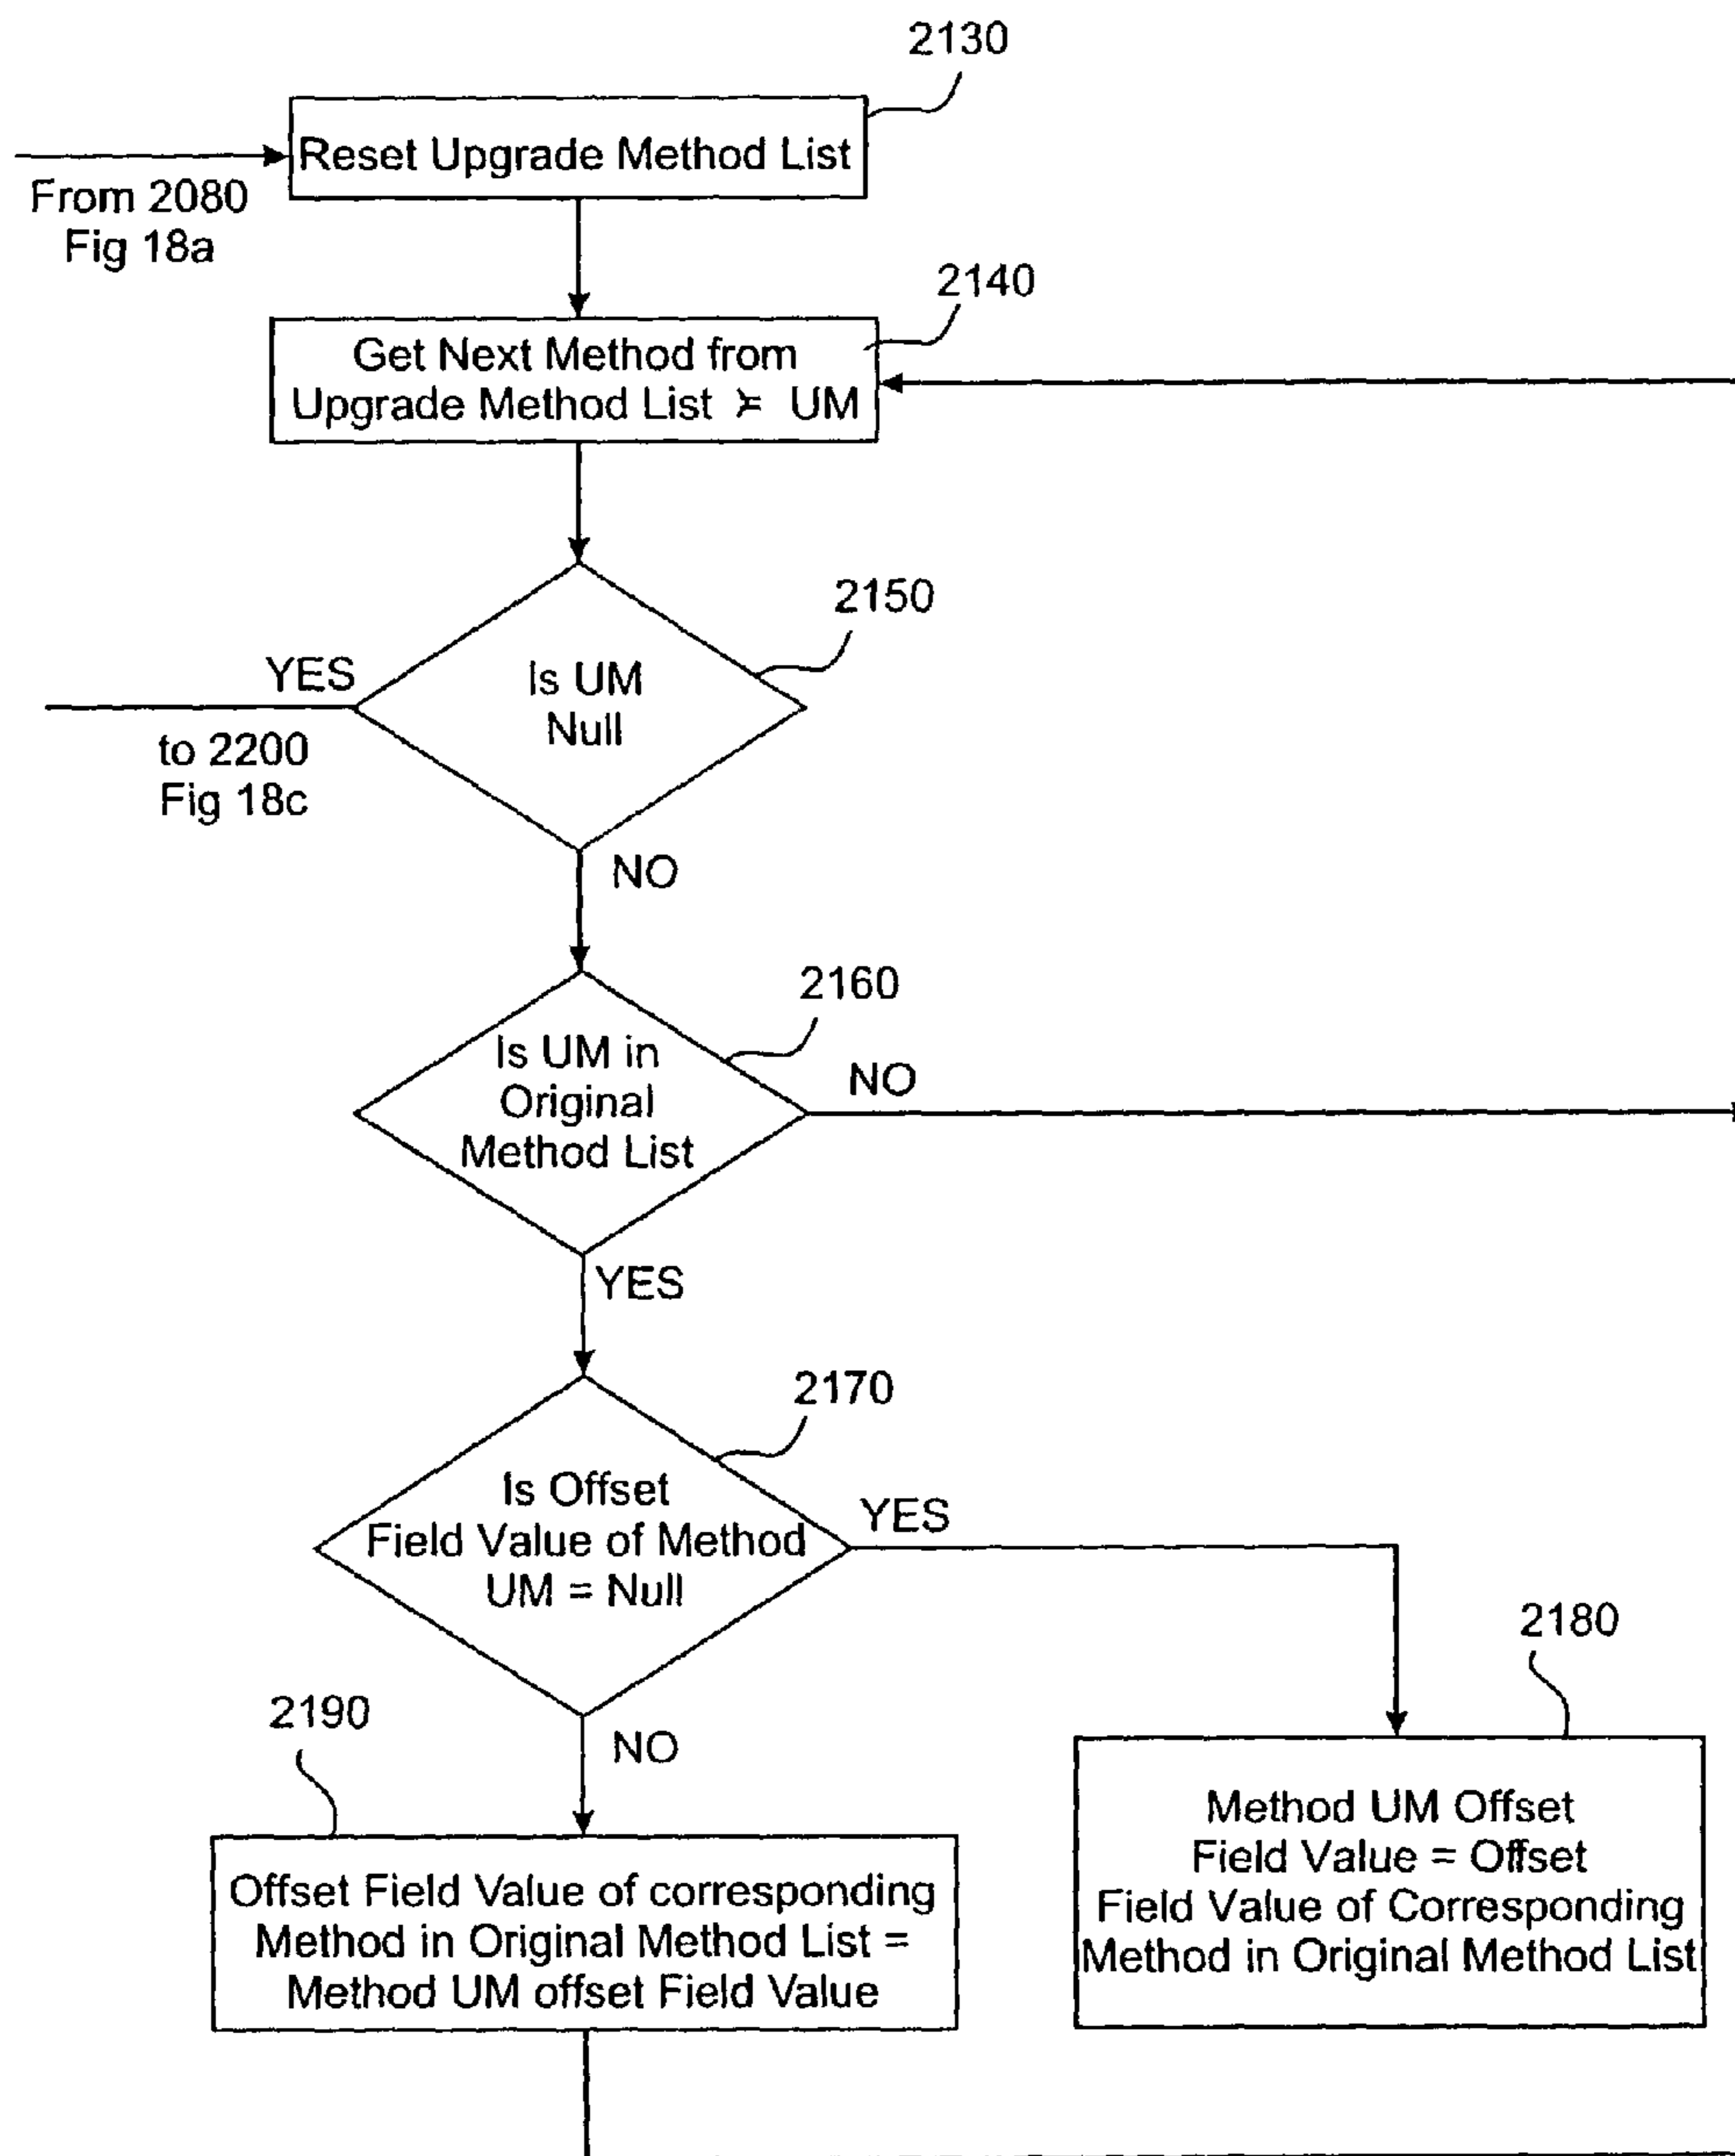 2130
Reset Upgrade Method List
From 2080
Fig 18a
2140
Get Next Method from
Upgrade Method List ≻= UM
2150
YES
Is UM
Null
to 2200
Fig 18c
NO
2160
Is UM in
Original
Method List
NO
YES
2170
Is Offset
Field Value of Method
UM = Null
YES
2180
2190
NO
Method UM Offset
Field Value = Offset
Field Value of Corresponding
Method in Original Method List
Offset Field Value of corresponding
Method in Original Method List =
Method UM offset Field Value